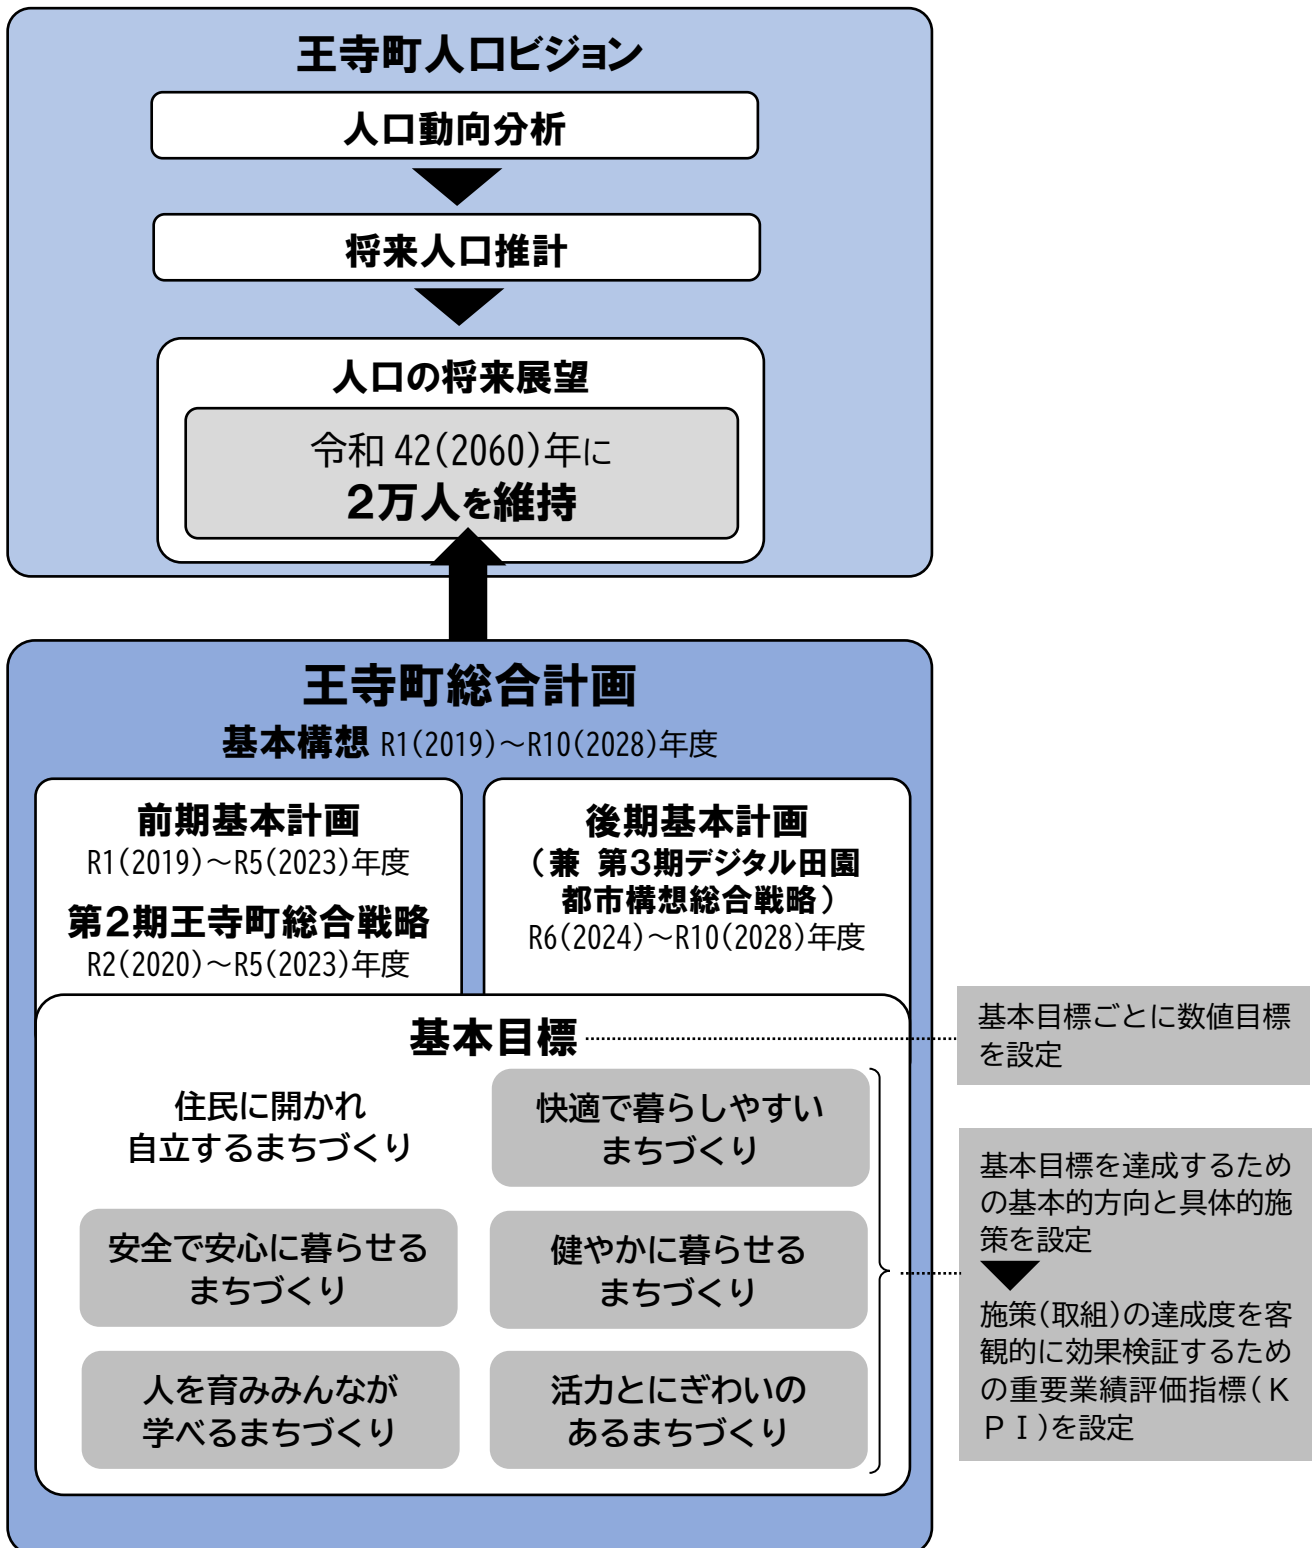 王寺町人口ビジョン
人口動向分析
将来人口推計
人口の将来展望
令和 42(2060)年に
2万人を維持
王寺町総合計画
基本構想 R1(2019)～R10(2028)年度
前期基本計画
R1(2019)～R5(2023)年度
第2期王寺町総合戦略
R2(2020)～R5(2023)年度
後期基本計画
(兼 第3期デジタル田園
都市構想総合戦略)
R6(2024)～R10(2028)年度
基本目標
住民に開かれ
自立するまちづくり
快適で暮らしやすい
まちづくり
安全で安心に暮らせる
まちづくり
健やかに暮らせる
まちづくり
人を育みみんなが
学べるまちづくり
活力とにぎわいの
あるまちづくり
基本目標ごとに数値目標
を設定
基本目標を達成するため
の基本的方向と具体的施
策を設定
施策(取組)の達成度を客
観的に効果検証するため
の重要業績評価指標(Ｋ
ＰＩ)を設定